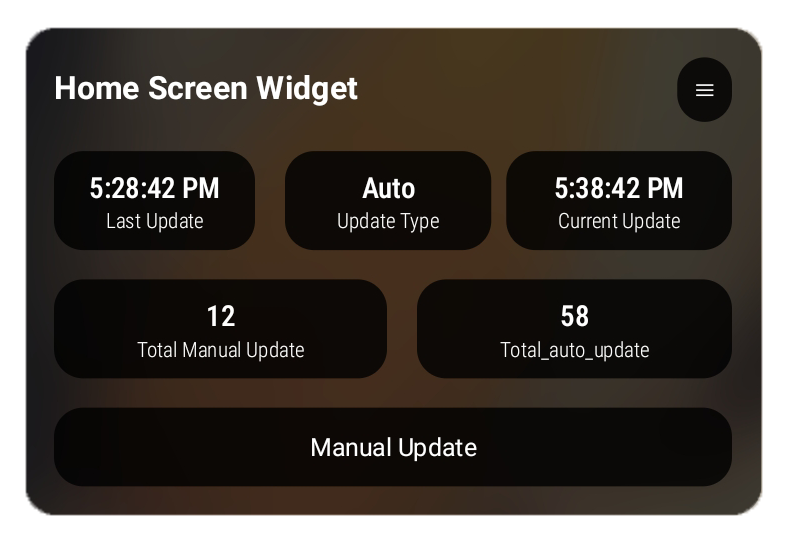 Home Screen Widget
5:28:42 PM
Last Update
Auto
Update Type
5:38:42 PM
Current Update
12
Total Manual Update
58
Total_auto_update
Manual Update